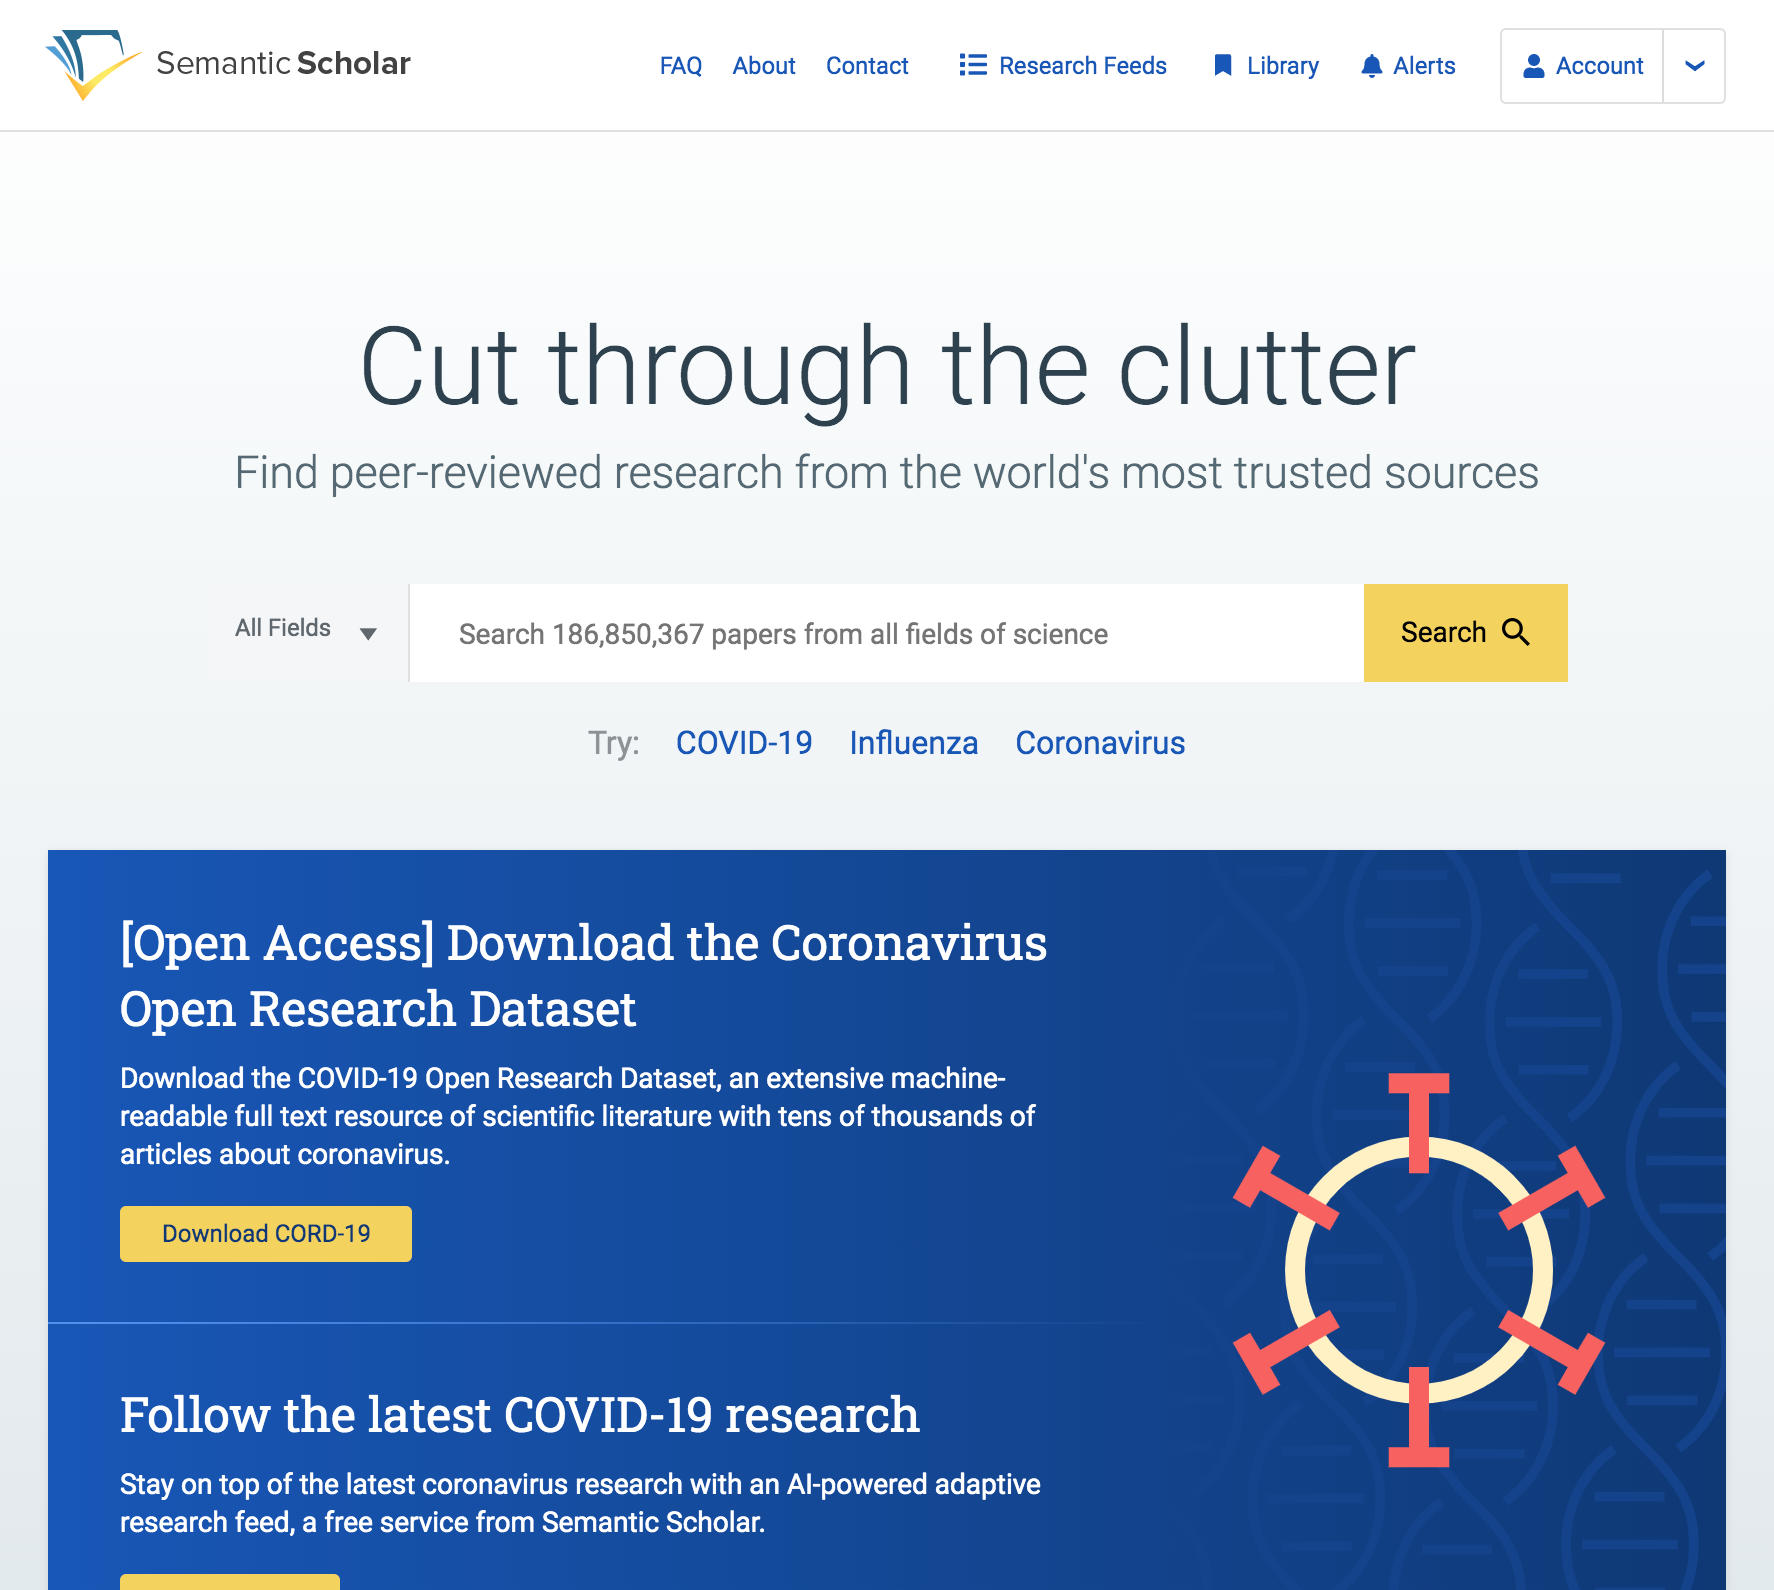 Semantic Scholar
FAQ About Contact Research Feeds Library Alerts Account
Cut through the clutter
Find peer-reviewed research from the world's most trusted sources
All Fields Search 186,850,367 papers from all fields of science Search
Try: COVID-19 Influenza Coronavirus
[Open Access] Download the Coronavirus
Open Research Dataset
Download the COVID-19 Open Research Dataset, an extensive machine-
readable full text resource of scientific literature with tens of thousands of
articles about coronavirus.
Download CORD-19
Follow the latest COVID-19 research
Stay on top of the latest coronavirus research with an AI-powered adaptive
research feed, a free service from Semantic Scholar.